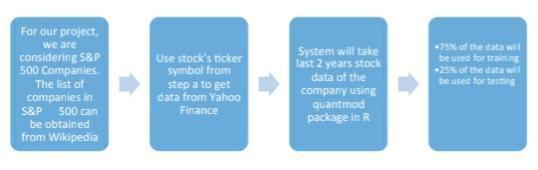 For our project,
we are
considering S&P
500 Companies.
The list of
companies in
S&P 500 can
be obtained
from Wikipedia
Use stock's ticker
symbol from
step a to get
data from Yahoo
Finance
System will take
last 2 years stock
data of the
company using
quantmod
package in R
•75% of the data will
be used for training
•25% of the data will
be used for testing